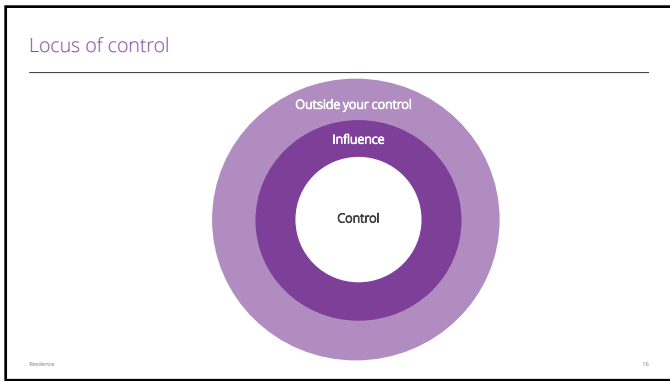 Locus of control
Outside your control
Influence
Control
Resilience
16